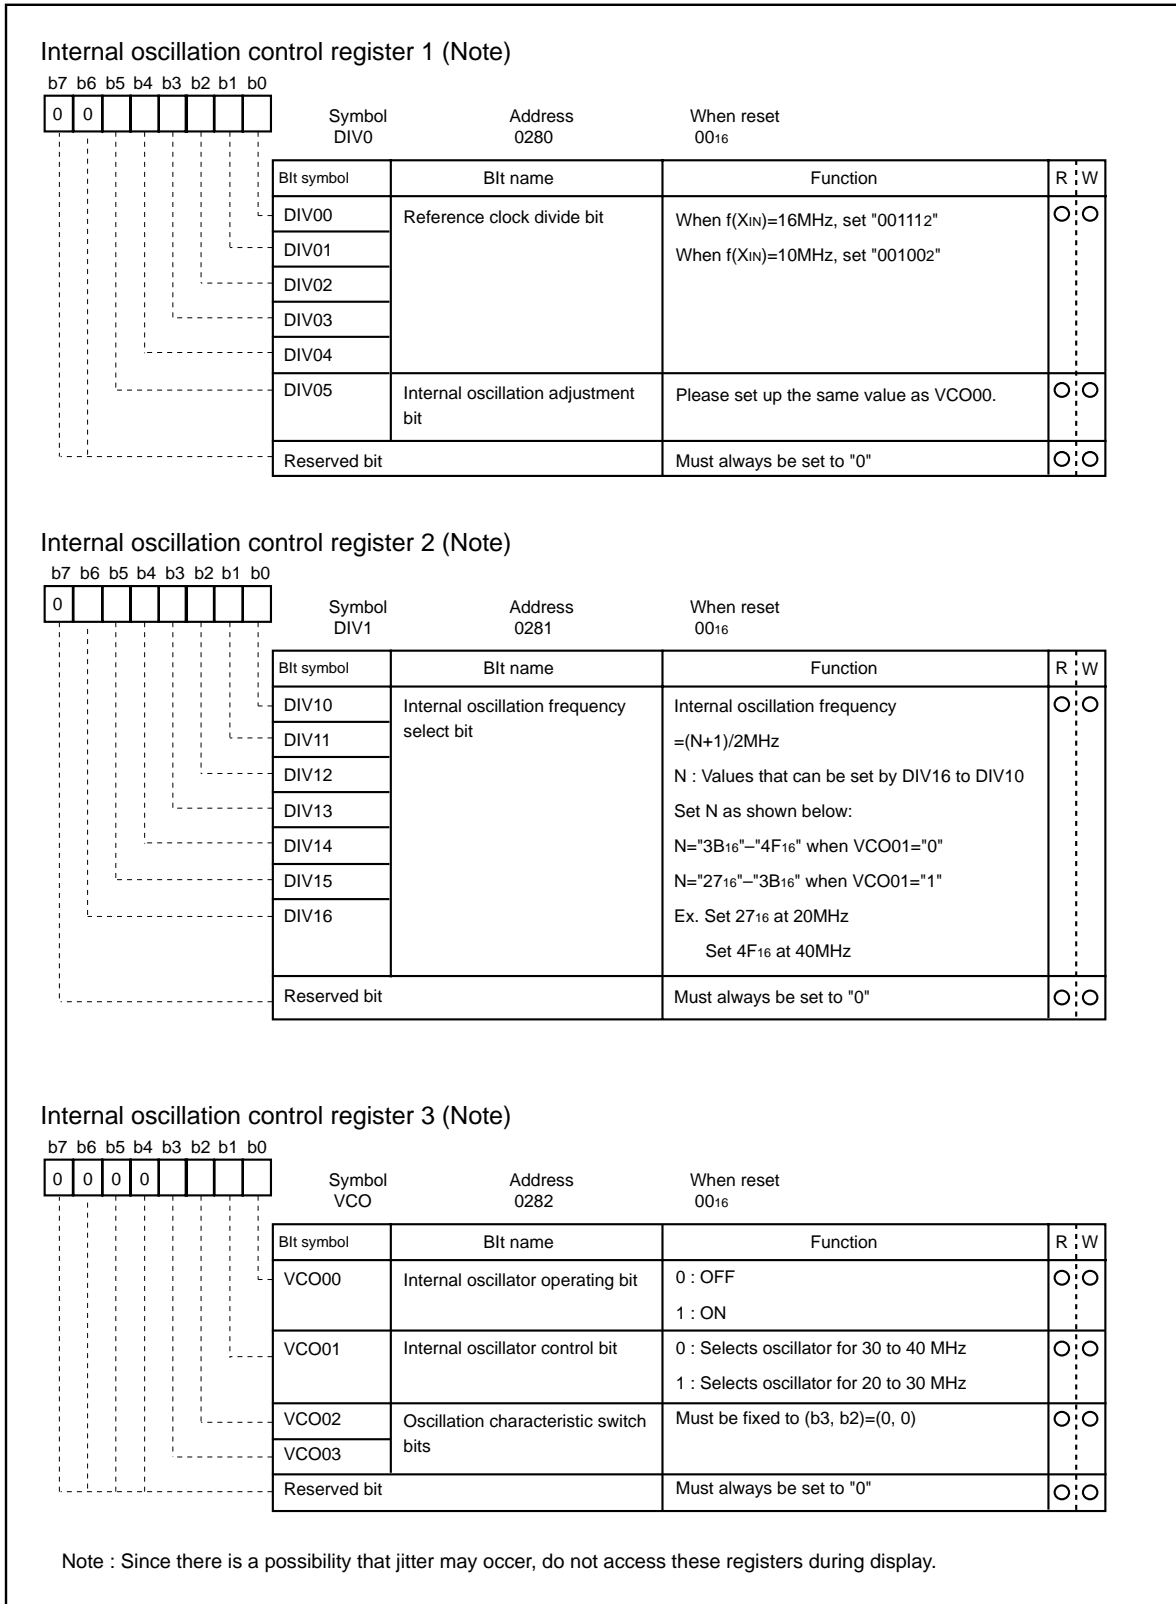 Internal oscillation control register 1 (Note)
b7 b6 b5 b4 b3 b2 b1 b0
0 0
Symbol Address When reset
DIV0 0280 00₁₆
BIt symbol BIt name Function R W
DIV00 Reference clock divide bit When f(XIN)=16MHz, set "00111₂" O O
DIV01 When f(XIN)=10MHz, set "00100₂"
DIV02
DIV03
DIV04
DIV05 Internal oscillation adjustment Please set up the same value as VCO00. O O
bit
Reserved bit Must always be set to "0" O O
Internal oscillation control register 2 (Note)
b7 b6 b5 b4 b3 b2 b1 b0
0
Symbol Address When reset
DIV1 0281 00₁₆
BIt symbol BIt name Function R W
DIV10 Internal oscillation frequency Internal oscillation frequency O O
select bit
DIV11 =(N+1)/2MHz
DIV12 N : Values that can be set by DIV16 to DIV10
DIV13 Set N as shown below:
DIV14 N="3B₁₆"–"4F₁₆" when VCO01="0"
DIV15 N="27₁₆"–"3B₁₆" when VCO01="1"
DIV16 Ex. Set 27₁₆ at 20MHz
Set 4F₁₆ at 40MHz
Reserved bit Must always be set to "0" O O
Internal oscillation control register 3 (Note)
b7 b6 b5 b4 b3 b2 b1 b0
0 0 0 0
Symbol Address When reset
VCO 0282 00₁₆
BIt symbol BIt name Function R W
VCO00 Internal oscillator operating bit 0 : OFF O O
1 : ON
VCO01 Internal oscillator control bit 0 : Selects oscillator for 30 to 40 MHz O O
1 : Selects oscillator for 20 to 30 MHz
VCO02 Oscillation characteristic switch Must be fixed to (b3, b2)=(0, 0) O O
bits
VCO03
Reserved bit Must always be set to "0" O O
Note : Since there is a possibility that jitter may occer, do not access these registers during display.